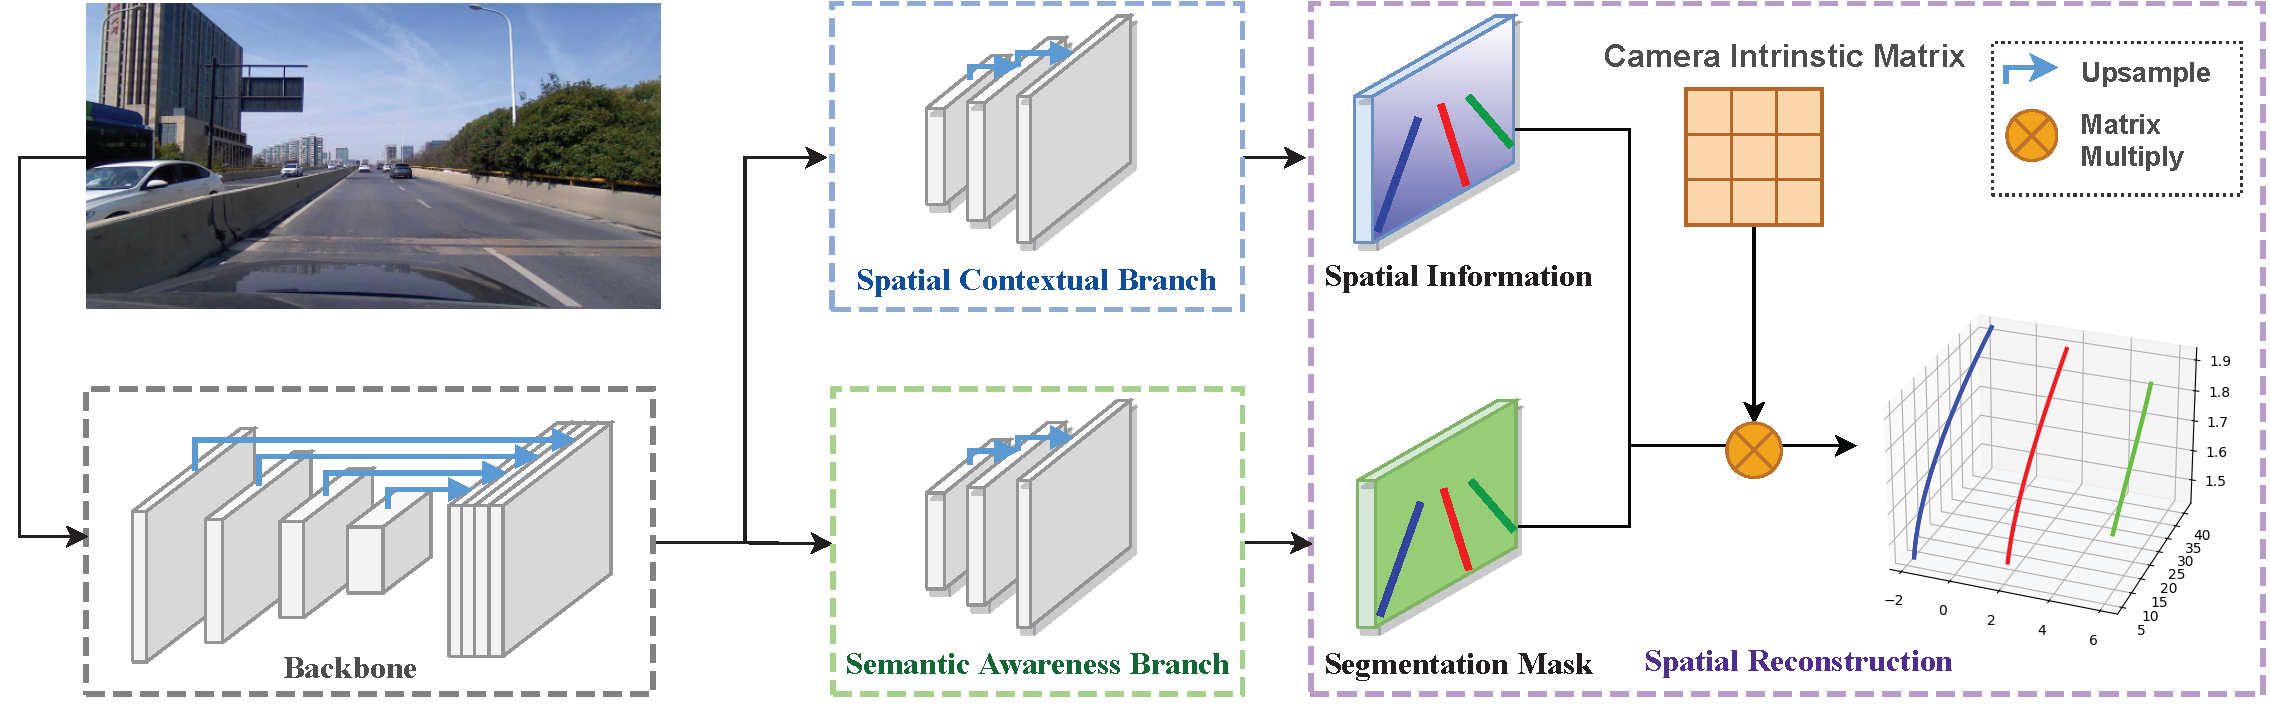 Camera Intrinstic Matrix
Upsample
Matrix
Multiply
Spatial Contextual Branch
Spatial Information
Backbone
Semantic Awareness Branch
Segmentation Mask
Spatial Reconstruction
1.9
1.8
1.7
1.6
1.5
40
35
30
25
20
15
10
5
−2
0
2
4
6